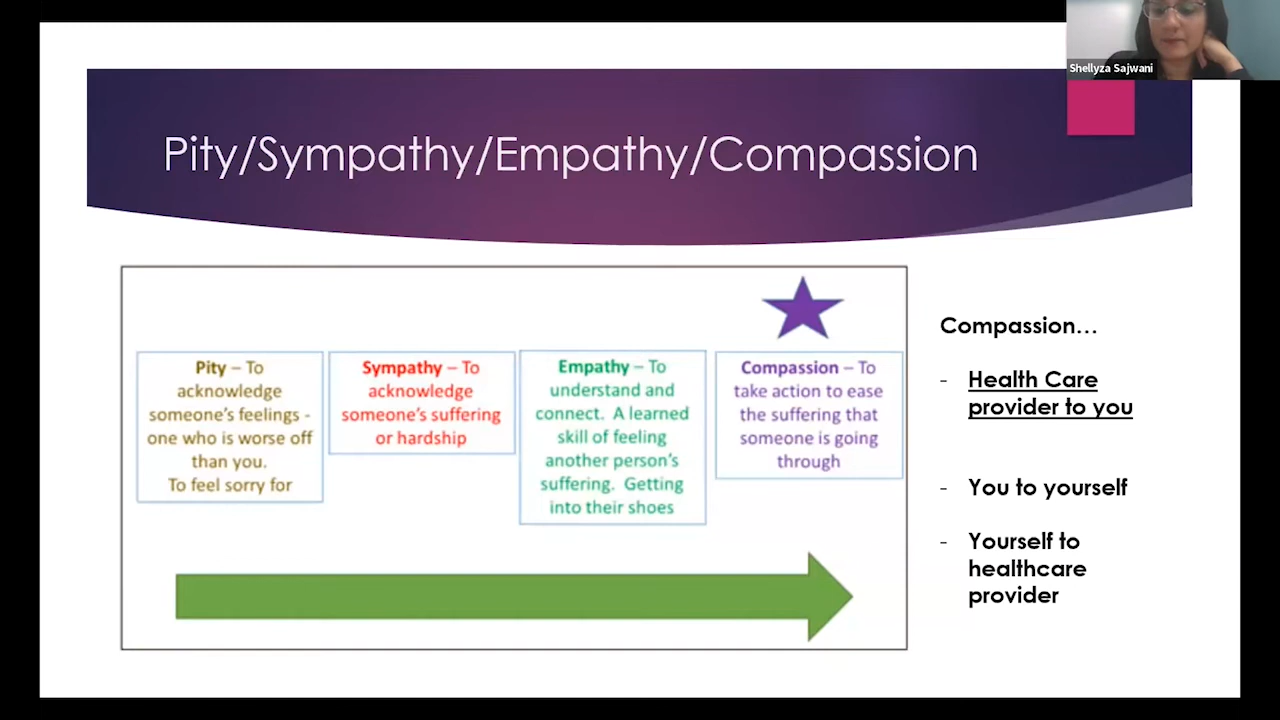 Shellyza Sajwani
Pity/Sympathy/Empathy/Compassion
Pity – To
acknowledge
someone's feelings -
one who is worse off
than you.
To feel sorry for
Sympathy – To
acknowledge
someone's suffering
or hardship
Empathy – To
understand and
connect. A learned
skill of feeling
another person's
suffering. Getting
into their shoes
Compassion – To
take action to ease
the suffering that
someone is going
through
Compassion…
- Health Care
provider to you
- You to yourself
- Yourself to
healthcare
provider